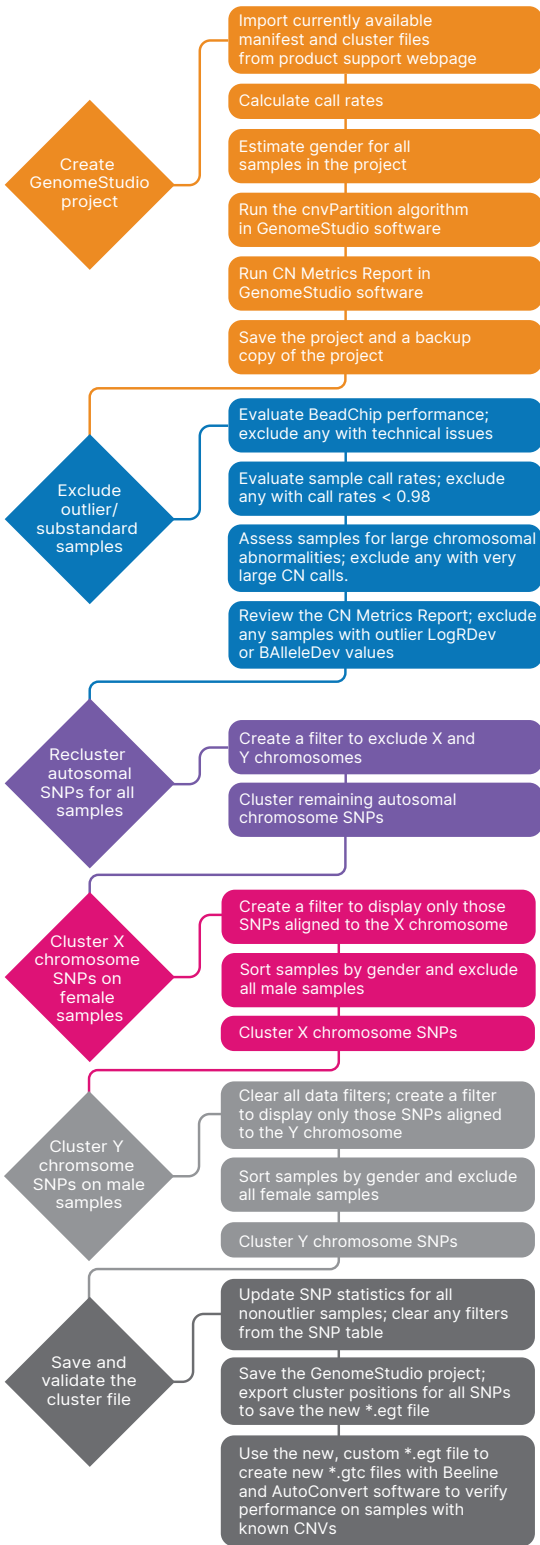 Create
GenomeStudio
project
Import currently available
manifest and cluster files
from product support webpage
Calculate call rates
Estimate gender for all
samples in the project
Run the cnvPartition algorithm
in GenomeStudio software
Run CN Metrics Report in
GenomeStudio software
Save the project and a backup
copy of the project
Exclude
outlier/
substandard
samples
Evaluate BeadChip performance;
exclude any with technical issues
Evaluate sample call rates; exclude
any with call rates < 0.98
Assess samples for large chromosomal
abnormalities; exclude any with very
large CN calls.
Review the CN Metrics Report; exclude
any samples with outlier LogRDev
or BAlleleDev values
Recluster
autosomal
SNPs for all
samples
Create a filter to exclude X and
Y chromosomes
Cluster remaining autosomal
chromosome SNPs
Cluster X
chromosome
SNPs on
female
samples
Create a filter to display only those
SNPs aligned to the X chromosome
Sort samples by gender and exclude
all male samples
Cluster X chromosome SNPs
Cluster Y
chromsome
SNPs on male
samples
Clear all data filters; create a filter
to display only those SNPs aligned
to the Y chromosome
Sort samples by gender and exclude
all female samples
Cluster Y chromosome SNPs
Save and
validate the
cluster file
Update SNP statistics for all
nonoutlier samples; clear any filters
from the SNP table
Save the GenomeStudio project;
export cluster positions for all SNPs
to save the new *.egt file
Use the new, custom *.egt file to
create new *.gtc files with Beeline
and AutoConvert software to verify
performance on samples with
known CNVs